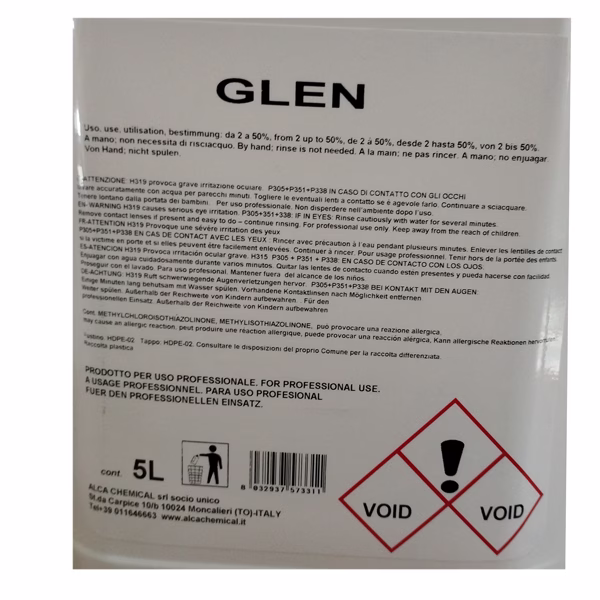 GLEN
Uso, use, utilisation, bestimmung: da 2 a 50%, from 2 up to 50%, de 2 à 50%, desde 2 hasta 50%, von 2 bis 50%.
A mano; non necessita di risciacquo. By hand; rinse is not needed. A la main; ne pas rincer. A mano; no enjuagar.
Von Hand; nicht spülen.
ATTENZIONE: H319 provoca grave irritazione oculare. P305+P351+P338 IN CASO DI CONTATTO CON GLI OCCHI
lavare accuratamente con acqua per parecchi minuti. Togliere le eventuali lenti a contatto se è agevole farlo. Continuare a sciacquare.
Tenere lontano dalla portata dei bambini. Per uso professionale. Non disperdere nell'ambiente dopo l'uso.
EN-WARNING H319 causes serious eye irritation. P305+351+338: IF IN EYES: Rinse cautiously with water for several minutes.
Remove contact lenses if present and easy to do – continue rinsing. For professional use only. Keep away from the reach of children.
FR-ATTENTION H319 Provoque une sévère irritation des yeux
P305+P351+P338 EN CAS DE CONTACT AVEC LES YEUX : Rincer avec précaution à l'eau pendant plusieurs minutes. Enlever les lentilles de contact
si la victime en porte et si elles peuvent être facilement enlevées. Continuer à rincer. Pour usage professionnel. Tenir hors de la portée des enfants.
ES-ATENCION H319 Provoca irritación ocular grave. H315 P305 + P351 + P338: EN CASO DE CONTACTO CON LOS OJOS:
Enjuagar con agua cuidadosamente durante varios minutos. Quitar las lentes de contacto cuando esten presentes y pueda hacerse con facilidad.
Proseguir con el lavado. Para uso profesional. Mantener fuera del alcance de los niños.
DE-ACHTUNG: H319 Ruft schwerwiegende Augenverletzungen hervor. P305+P351+P338 BEI KONTAKT MIT DEN AUGEN:
Einige Minuten lang behutsam mit Wasser spülen. Vorhandene Kontaktlinsen nach Möglichkeit entfernen
Weiter spülen. Außerhalb der Reichweite von Kindern aufbewahren. Für den
professionellen Einsatz. Außerhalb der Reichweite von Kindern aufbewahren
Cont. METHYLCHLOROISOTHIAZOLINONE, METHYLISOTHIAZOLINONE, può provocare una reazione allergica,
may cause an allergic reaction, peut produire une réaction allergique, puede provocar una reacción alérgica, Kann allergische Reaktionen hervorrufen
Flacone: HDPE-02 Tappo: HDPE-02. Consultare le disposizioni del proprio Comune per la raccolta differenziata.
Raccolta plastica
PRODOTTO PER USO PROFESSIONALE. FOR PROFESSIONAL USE.
A USAGE PROFESSIONNEL. PARA USO PROFESIONAL
FUER DEN PROFESSIONELLEN EINSATZ.
cont. 5L
8 032937 573311
VOID
VOID
ALCA CHEMICAL srl socio unico
St.da Carpice 10/b 10024 Moncalieri (TO)-ITALY
Tel+39 011646663 www.alcachemical.it